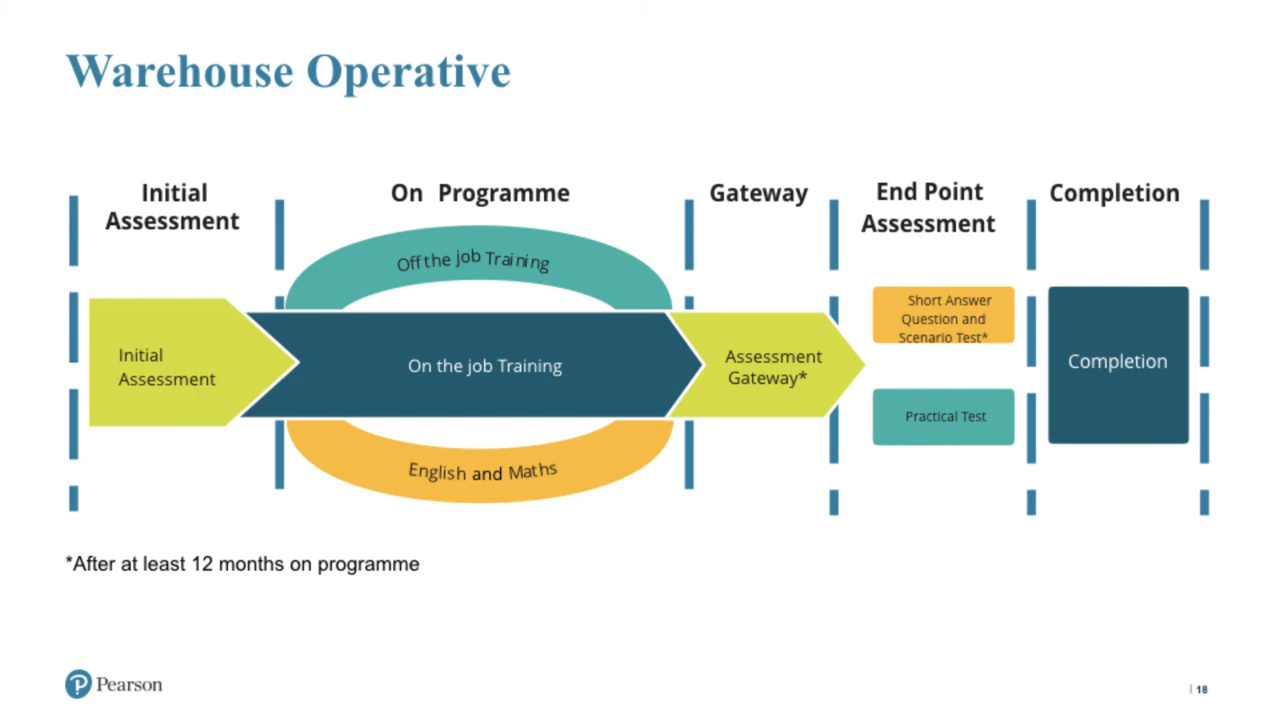 Warehouse Operative
Initial
Assessment
On Programme
Gateway
End Point
Assessment
Completion
Off the job Training
Initial
Assessment
On the job Training
Assessment
Gateway*
Short Answer
Question and
Scenario Test*
Practical Test
Completion
English and Maths
*After at least 12 months on programme
Pearson
18